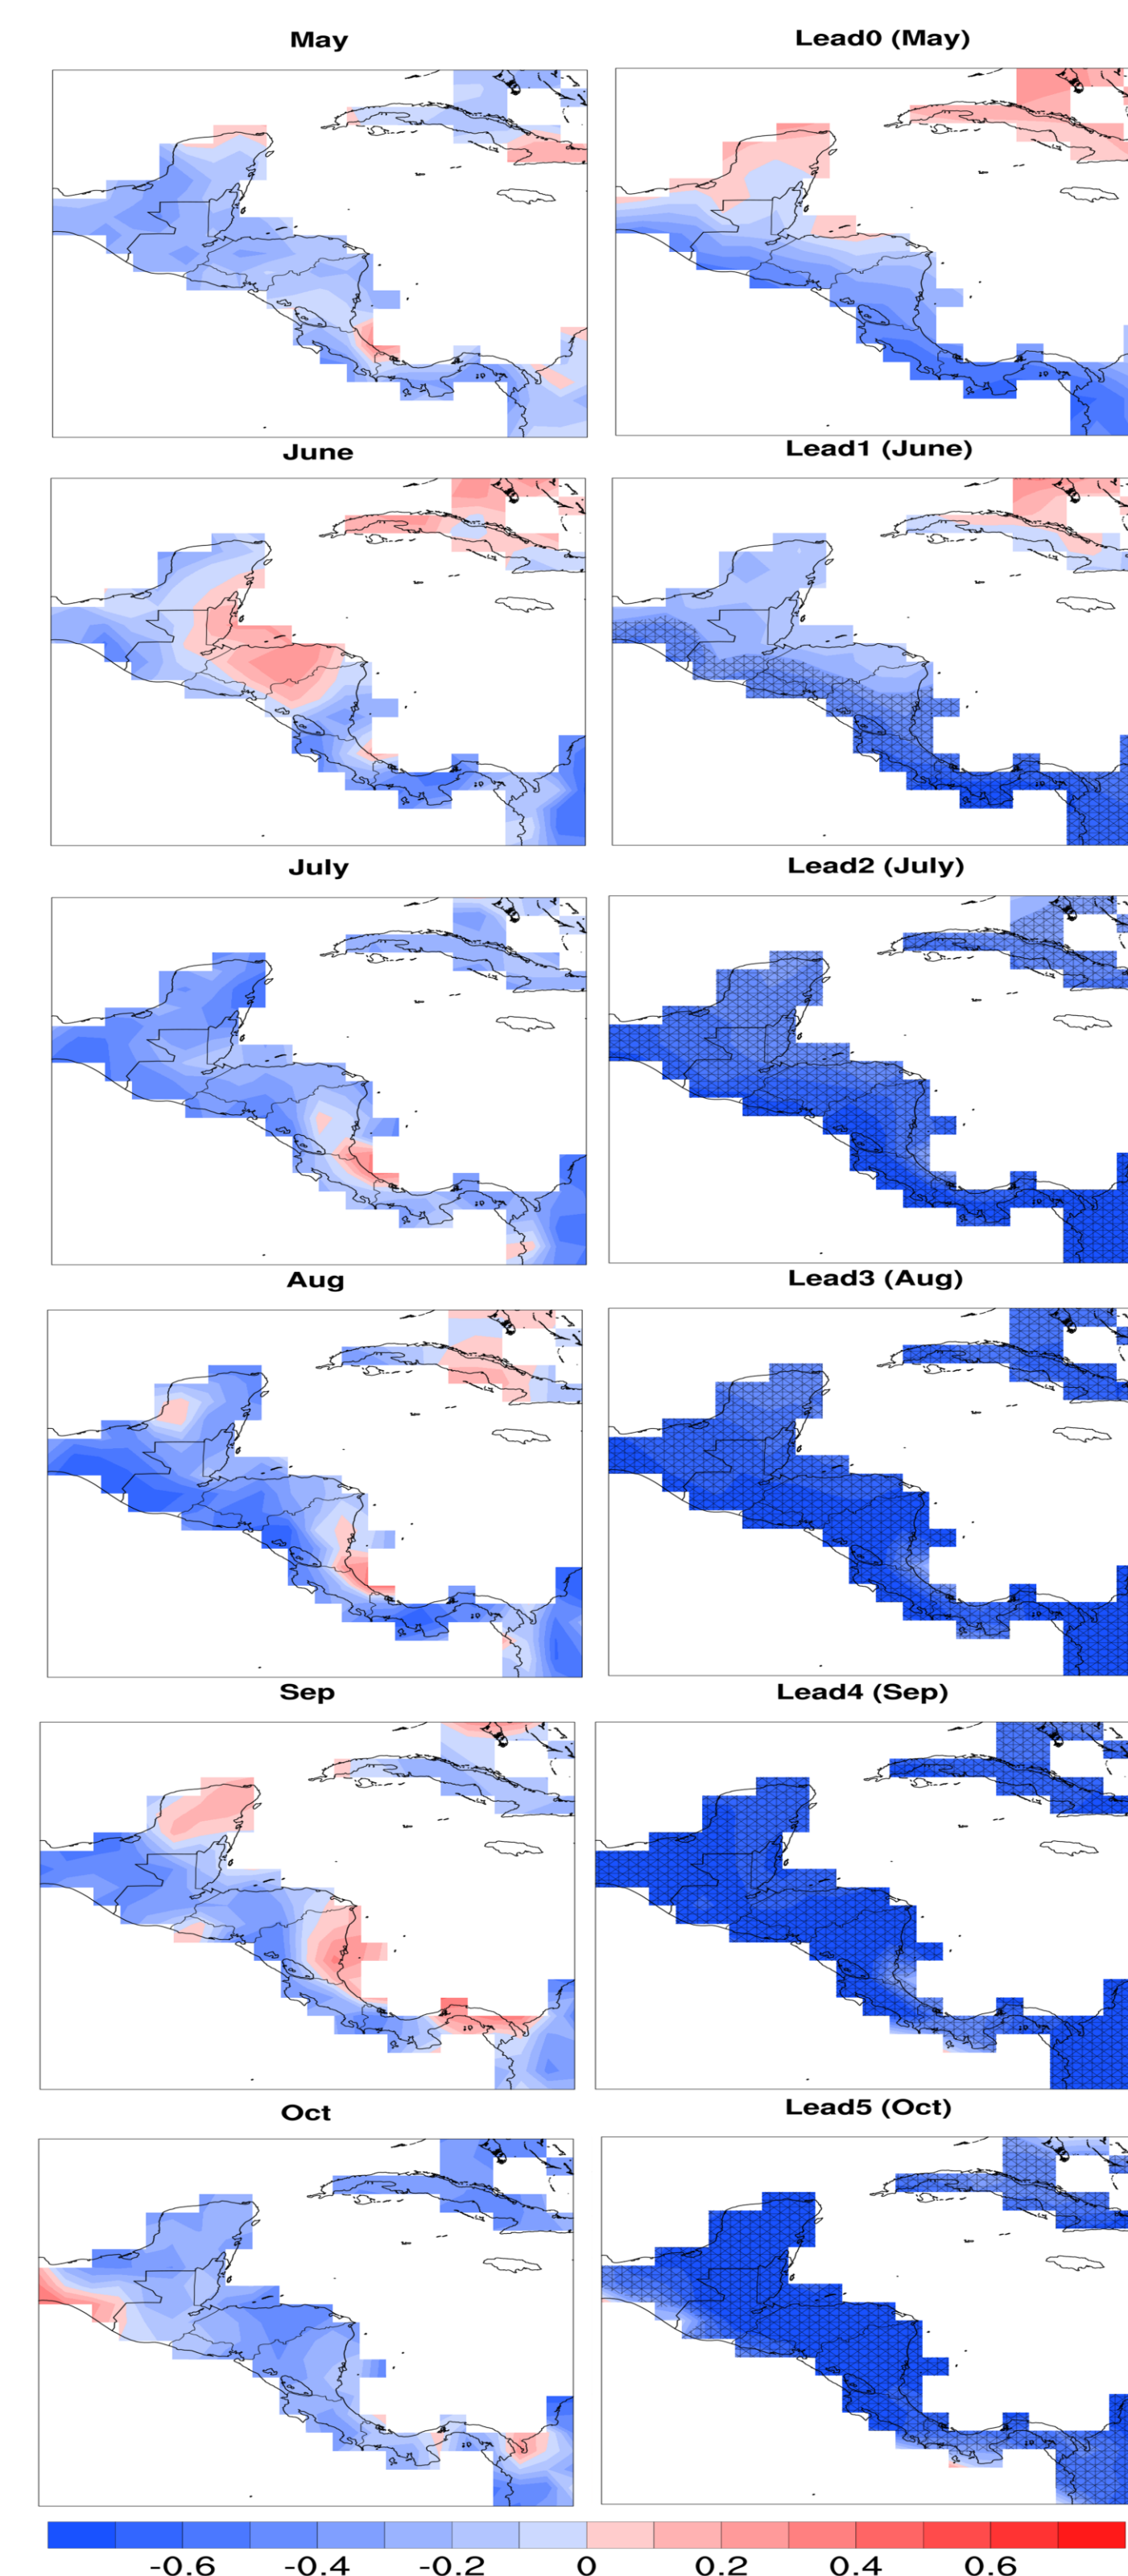 May
Lead0 (May)
June
Lead1 (June)
July
Lead2 (July)
Aug
Lead3 (Aug)
Sep
Lead4 (Sep)
Oct
Lead5 (Oct)
-0.6 -0.4 -0.2 0 0.2 0.4 0.6